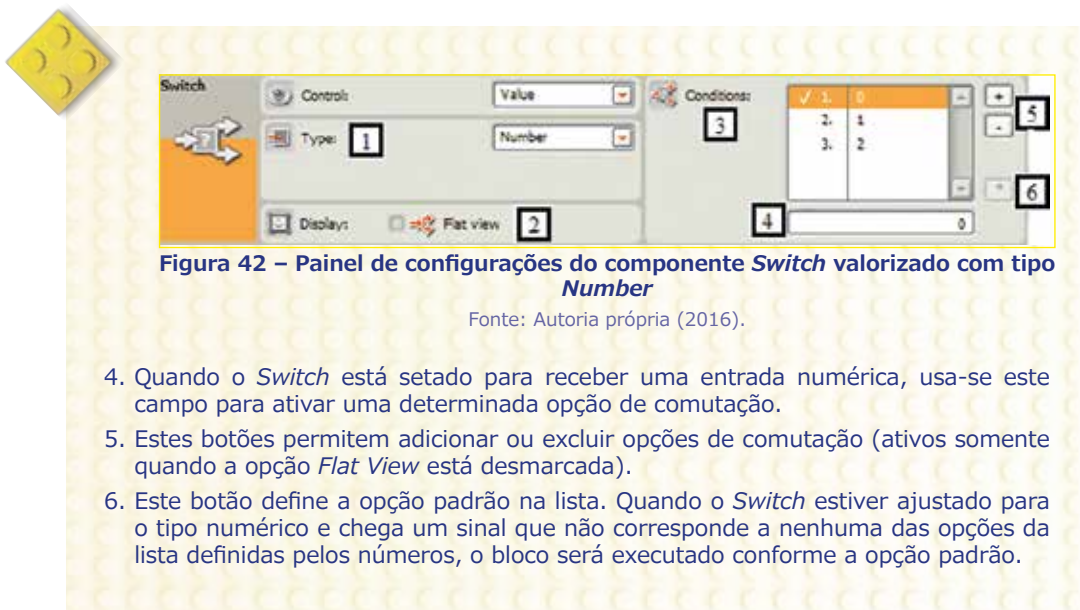 Switch
Control: Value
Conditions:
✓ 1. 0
2. 1
3. 2
3
+
-
5
Type: 1 Number
* 6
Display: Flat view 2
4 0
Figura 42 – Painel de configurações do componente Switch valorizado com tipo
Number
Fonte: Autoria própria (2016).
4. Quando o Switch está setado para receber uma entrada numérica, usa-se este
campo para ativar uma determinada opção de comutação.
5. Estes botões permitem adicionar ou excluir opções de comutação (ativos somente
quando a opção Flat View está desmarcada).
6. Este botão define a opção padrão na lista. Quando o Switch estiver ajustado para
o tipo numérico e chega um sinal que não corresponde a nenhuma das opções da
lista definidas pelos números, o bloco será executado conforme a opção padrão.